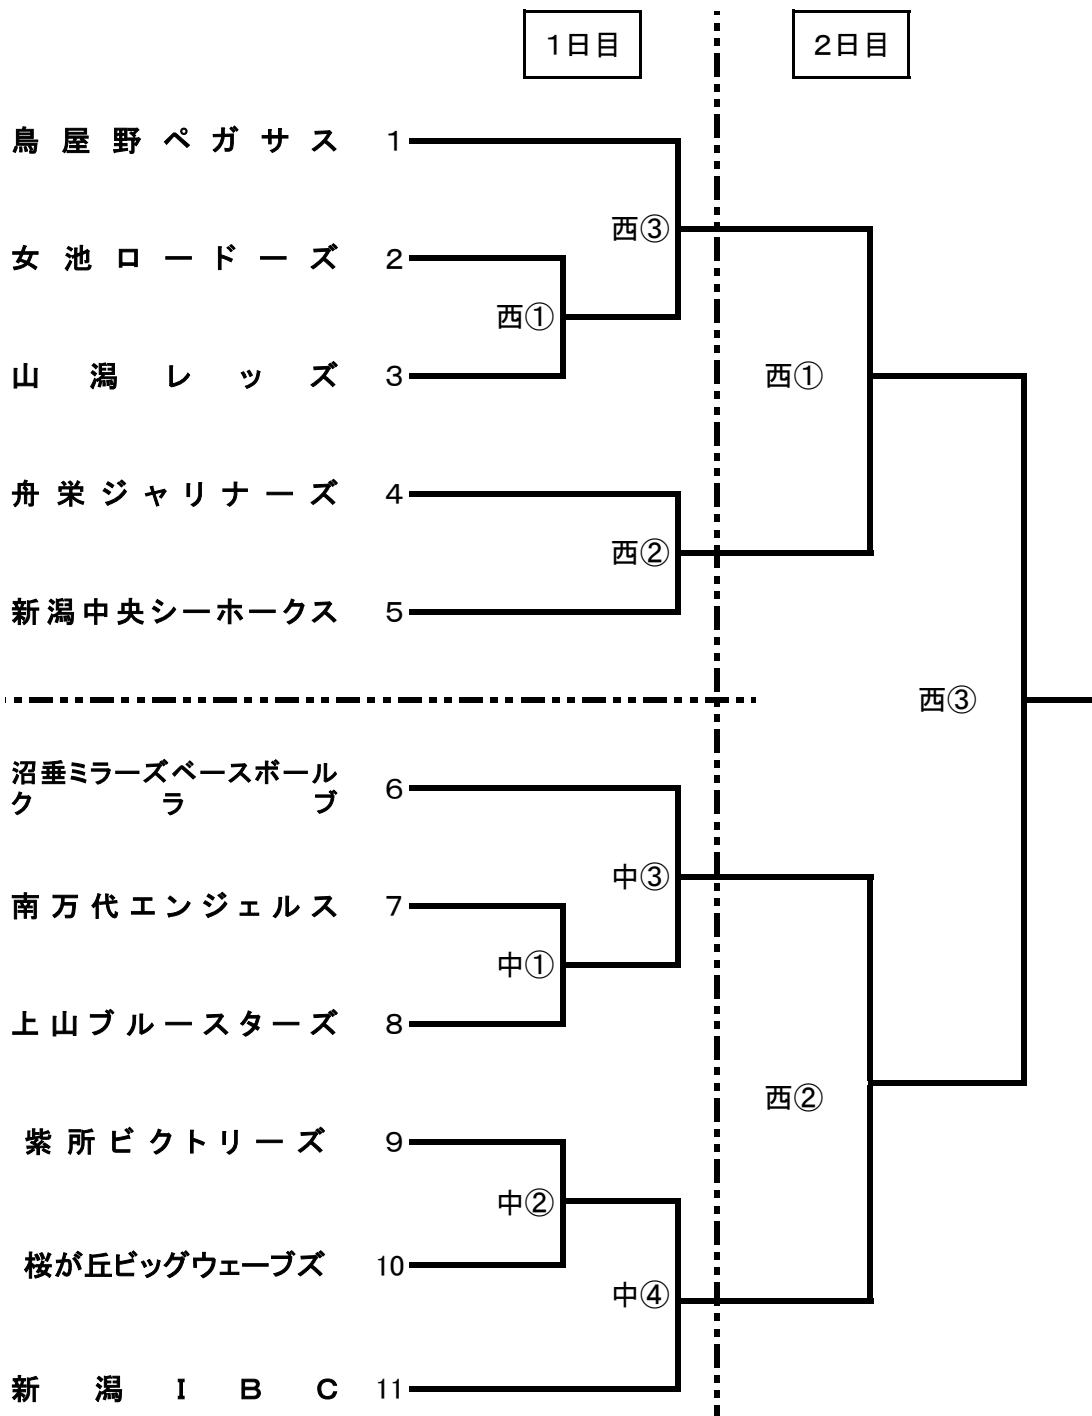 １日目 ２日目
鳥屋野ペガサス 1
西③
女池ロードーズ 2
西①
山潟レッズ 3
西①
舟栄ジャリナーズ 4
西②
新潟中央シーホークス 5
西③
沼垂ミラーズベースボール
クラブ 6
中③
南万代エンジェルス 7
中①
上山ブルースターズ 8
西②
紫所ビクトリーズ 9
中②
桜が丘ビッグウェーブズ 10
中④
新潟ＩＢＣ 11